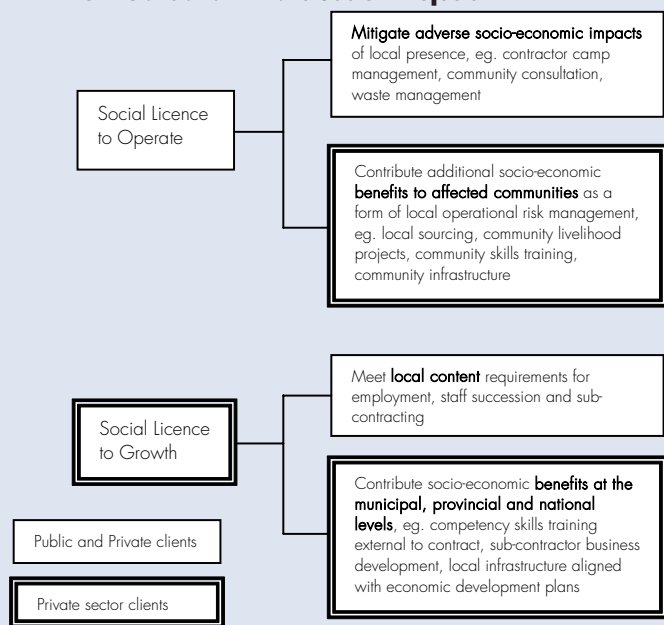 Mitigate adverse socio-economic impacts
of local presence, eg. contractor camp
management, community consultation,
waste management
Social Licence
to Operate
Contribute additional socio-economic
benefits to affected communities as a
form of local operational risk management,
eg. local sourcing, community livelihood
projects, community skills training,
community infrastructure
Meet local content requirements for
employment, staff succession and sub-
contracting
Social Licence
to Growth
Contribute socio-economic benefits at the
municipal, provincial and national
levels, eg. competency skills training
external to contract, sub-contractor business
development, local infrastructure aligned
with economic development plans
Public and Private clients
Private sector clients